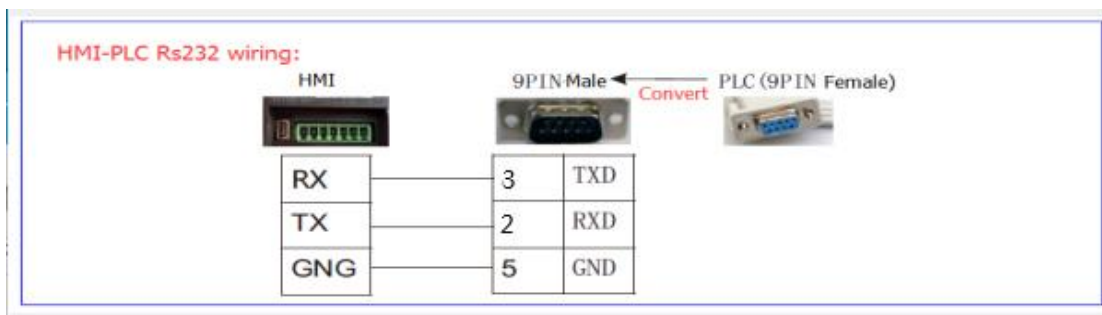 HMI-PLC Rs232 wiring:
HMI 9PIN Male Convert PLC (9PIN Female)
RX 3 TXD
TX 2 RXD
GNG 5 GND